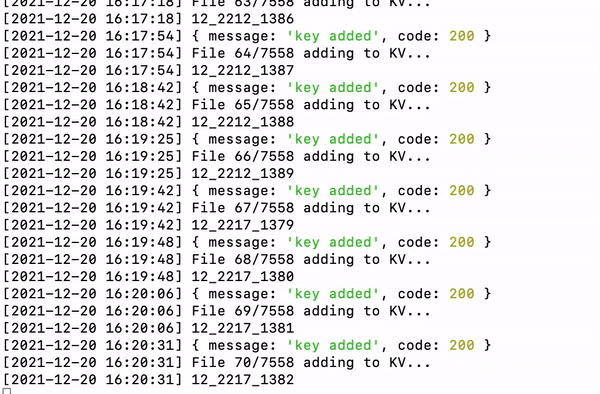 [2021-12-20 16:17:18] File 63/7558 adding to KV...
[2021-12-20 16:17:18] 12_2212_1386
[2021-12-20 16:17:54] { message: 'key added', code: 200 }
[2021-12-20 16:17:54] File 64/7558 adding to KV...
[2021-12-20 16:17:54] 12_2212_1387
[2021-12-20 16:18:42] { message: 'key added', code: 200 }
[2021-12-20 16:18:42] File 65/7558 adding to KV...
[2021-12-20 16:18:42] 12_2212_1388
[2021-12-20 16:19:25] { message: 'key added', code: 200 }
[2021-12-20 16:19:25] File 66/7558 adding to KV...
[2021-12-20 16:19:25] 12_2212_1389
[2021-12-20 16:19:42] { message: 'key added', code: 200 }
[2021-12-20 16:19:42] File 67/7558 adding to KV...
[2021-12-20 16:19:42] 12_2217_1379
[2021-12-20 16:19:48] { message: 'key added', code: 200 }
[2021-12-20 16:19:48] File 68/7558 adding to KV...
[2021-12-20 16:19:48] 12_2217_1380
[2021-12-20 16:20:06] { message: 'key added', code: 200 }
[2021-12-20 16:20:06] File 69/7558 adding to KV...
[2021-12-20 16:20:06] 12_2217_1381
[2021-12-20 16:20:31] { message: 'key added', code: 200 }
[2021-12-20 16:20:31] File 70/7558 adding to KV...
[2021-12-20 16:20:31] 12_2217_1382